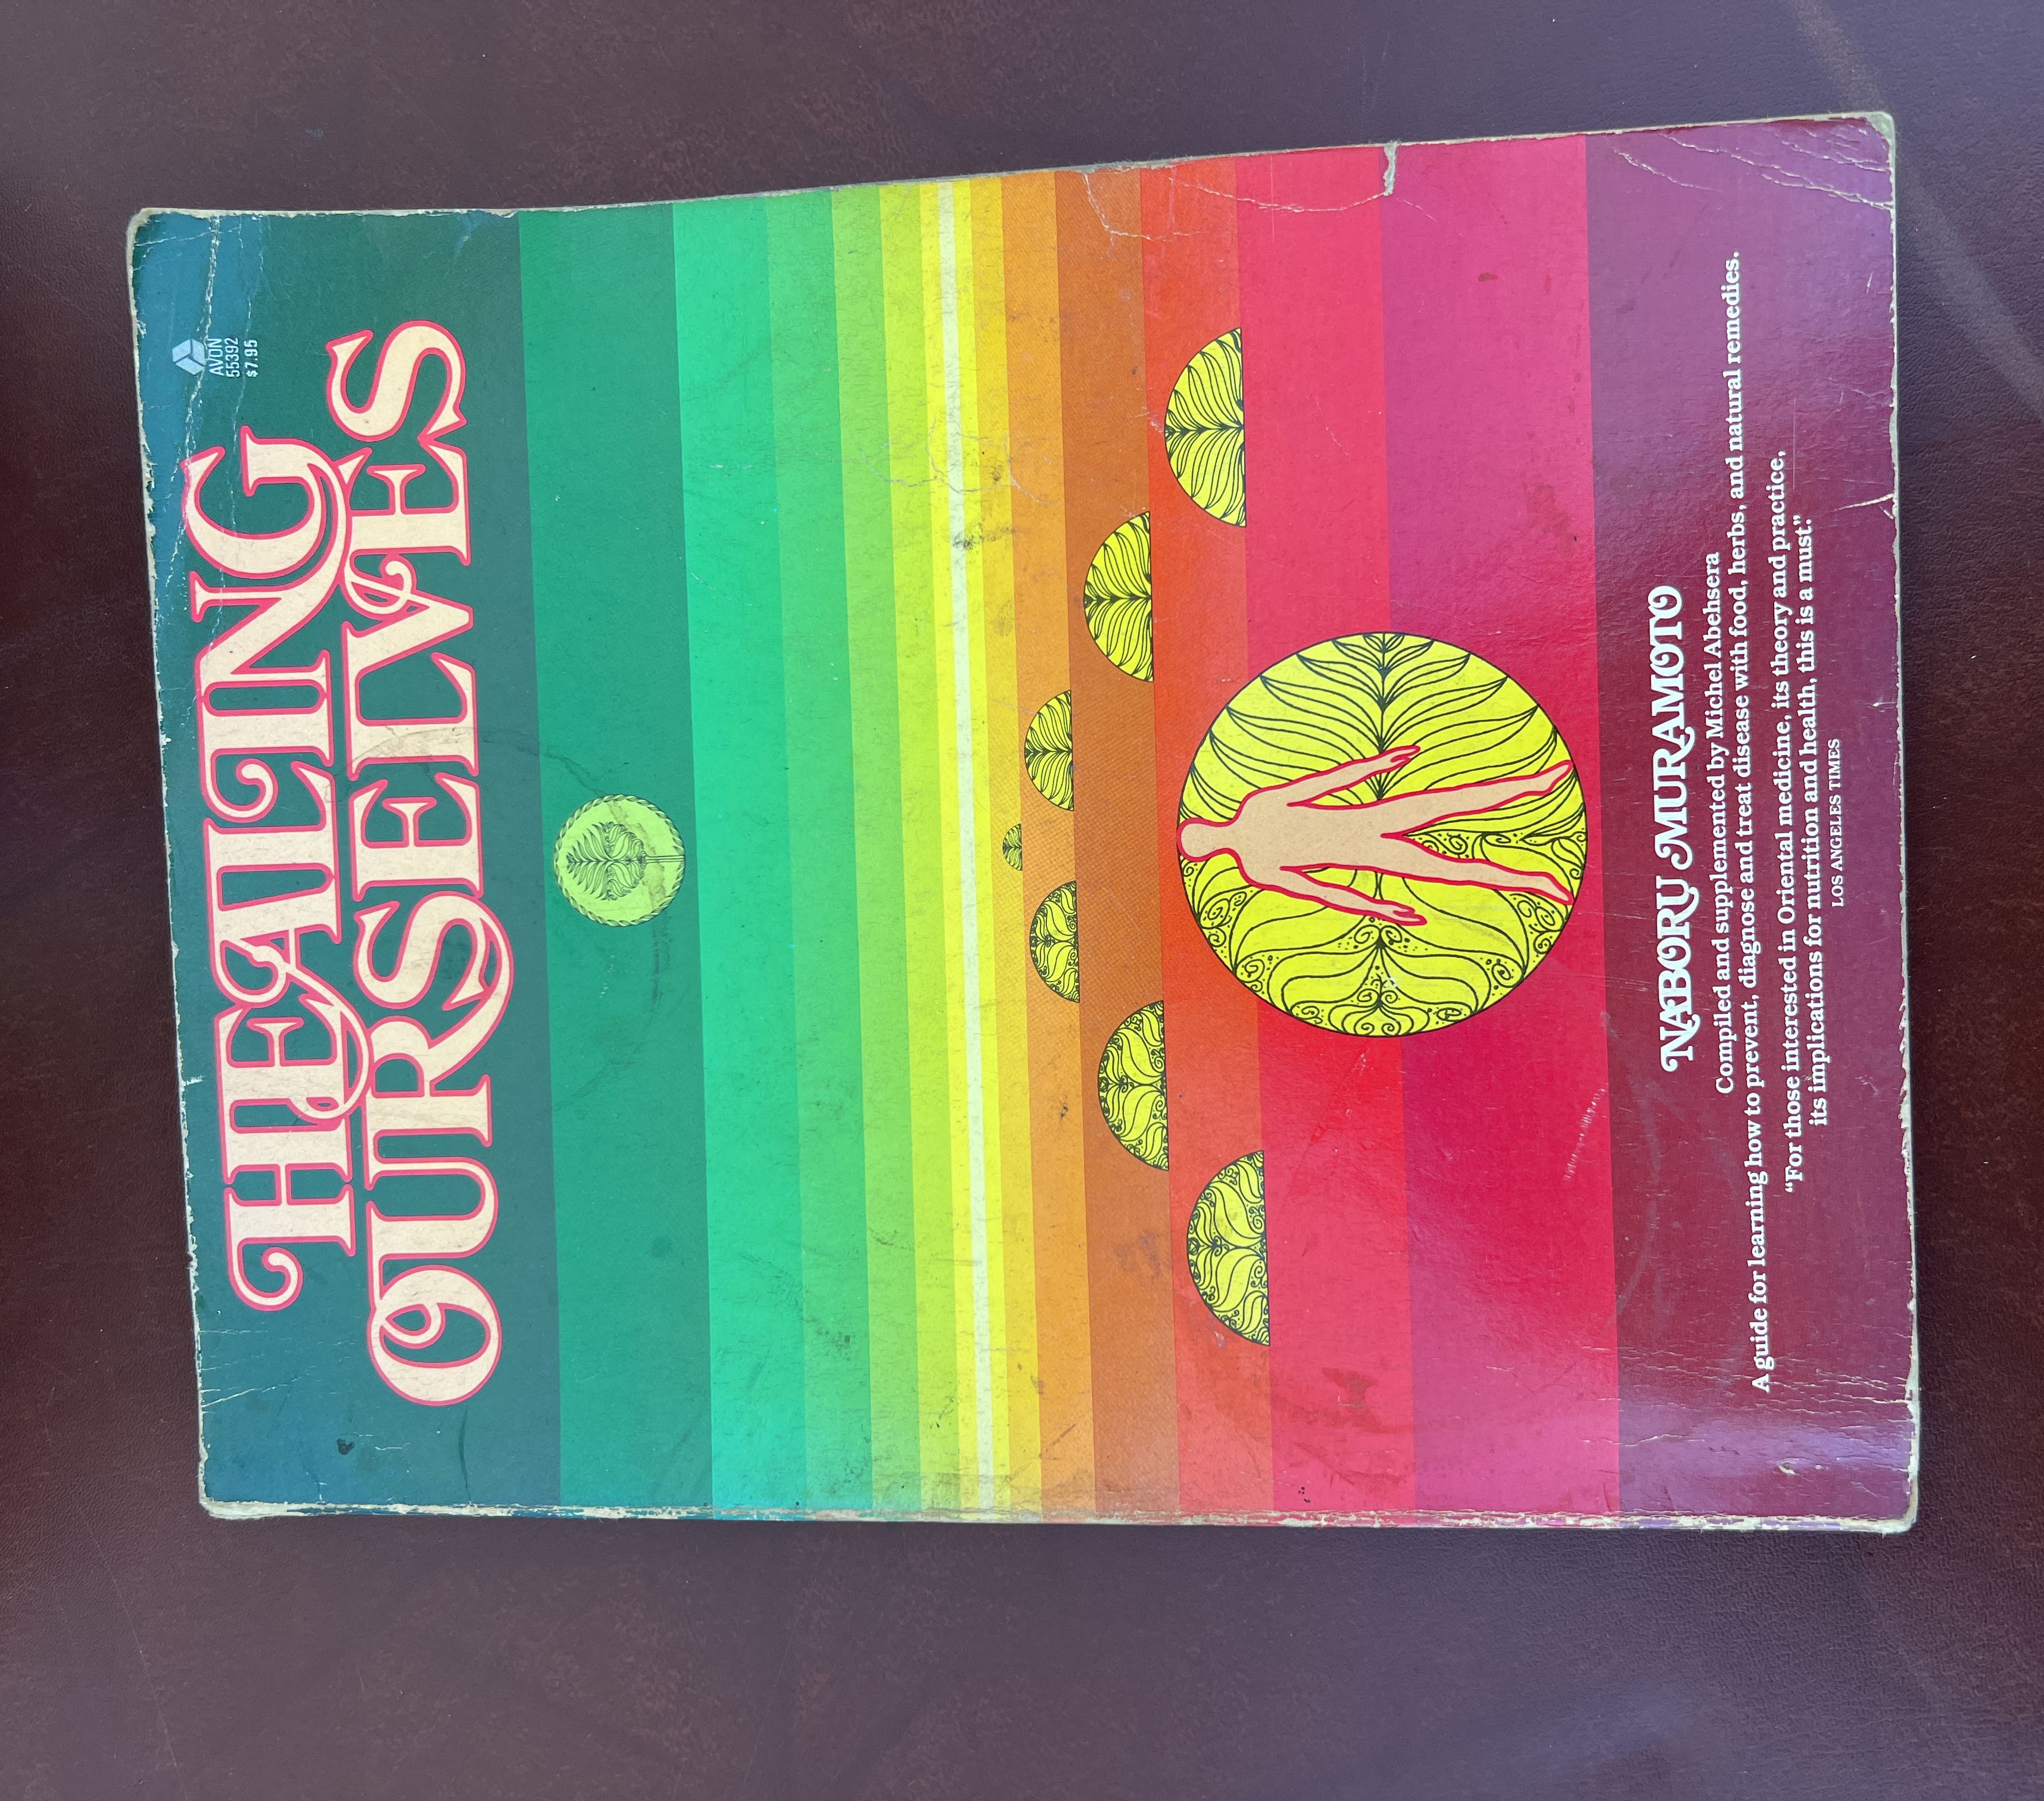 AVON
55392
$7.95
HEALING
OURSELVES
NABORU MURAMOTO
Compiled and supplemented by Michel Abehsera
A guide for learning how to prevent, diagnose and treat disease with food, herbs, and natural remedies.
“For those interested in Oriental medicine, its theory and practice,
its implications for nutrition and health, this is a must.”
LOS ANGELES TIMES